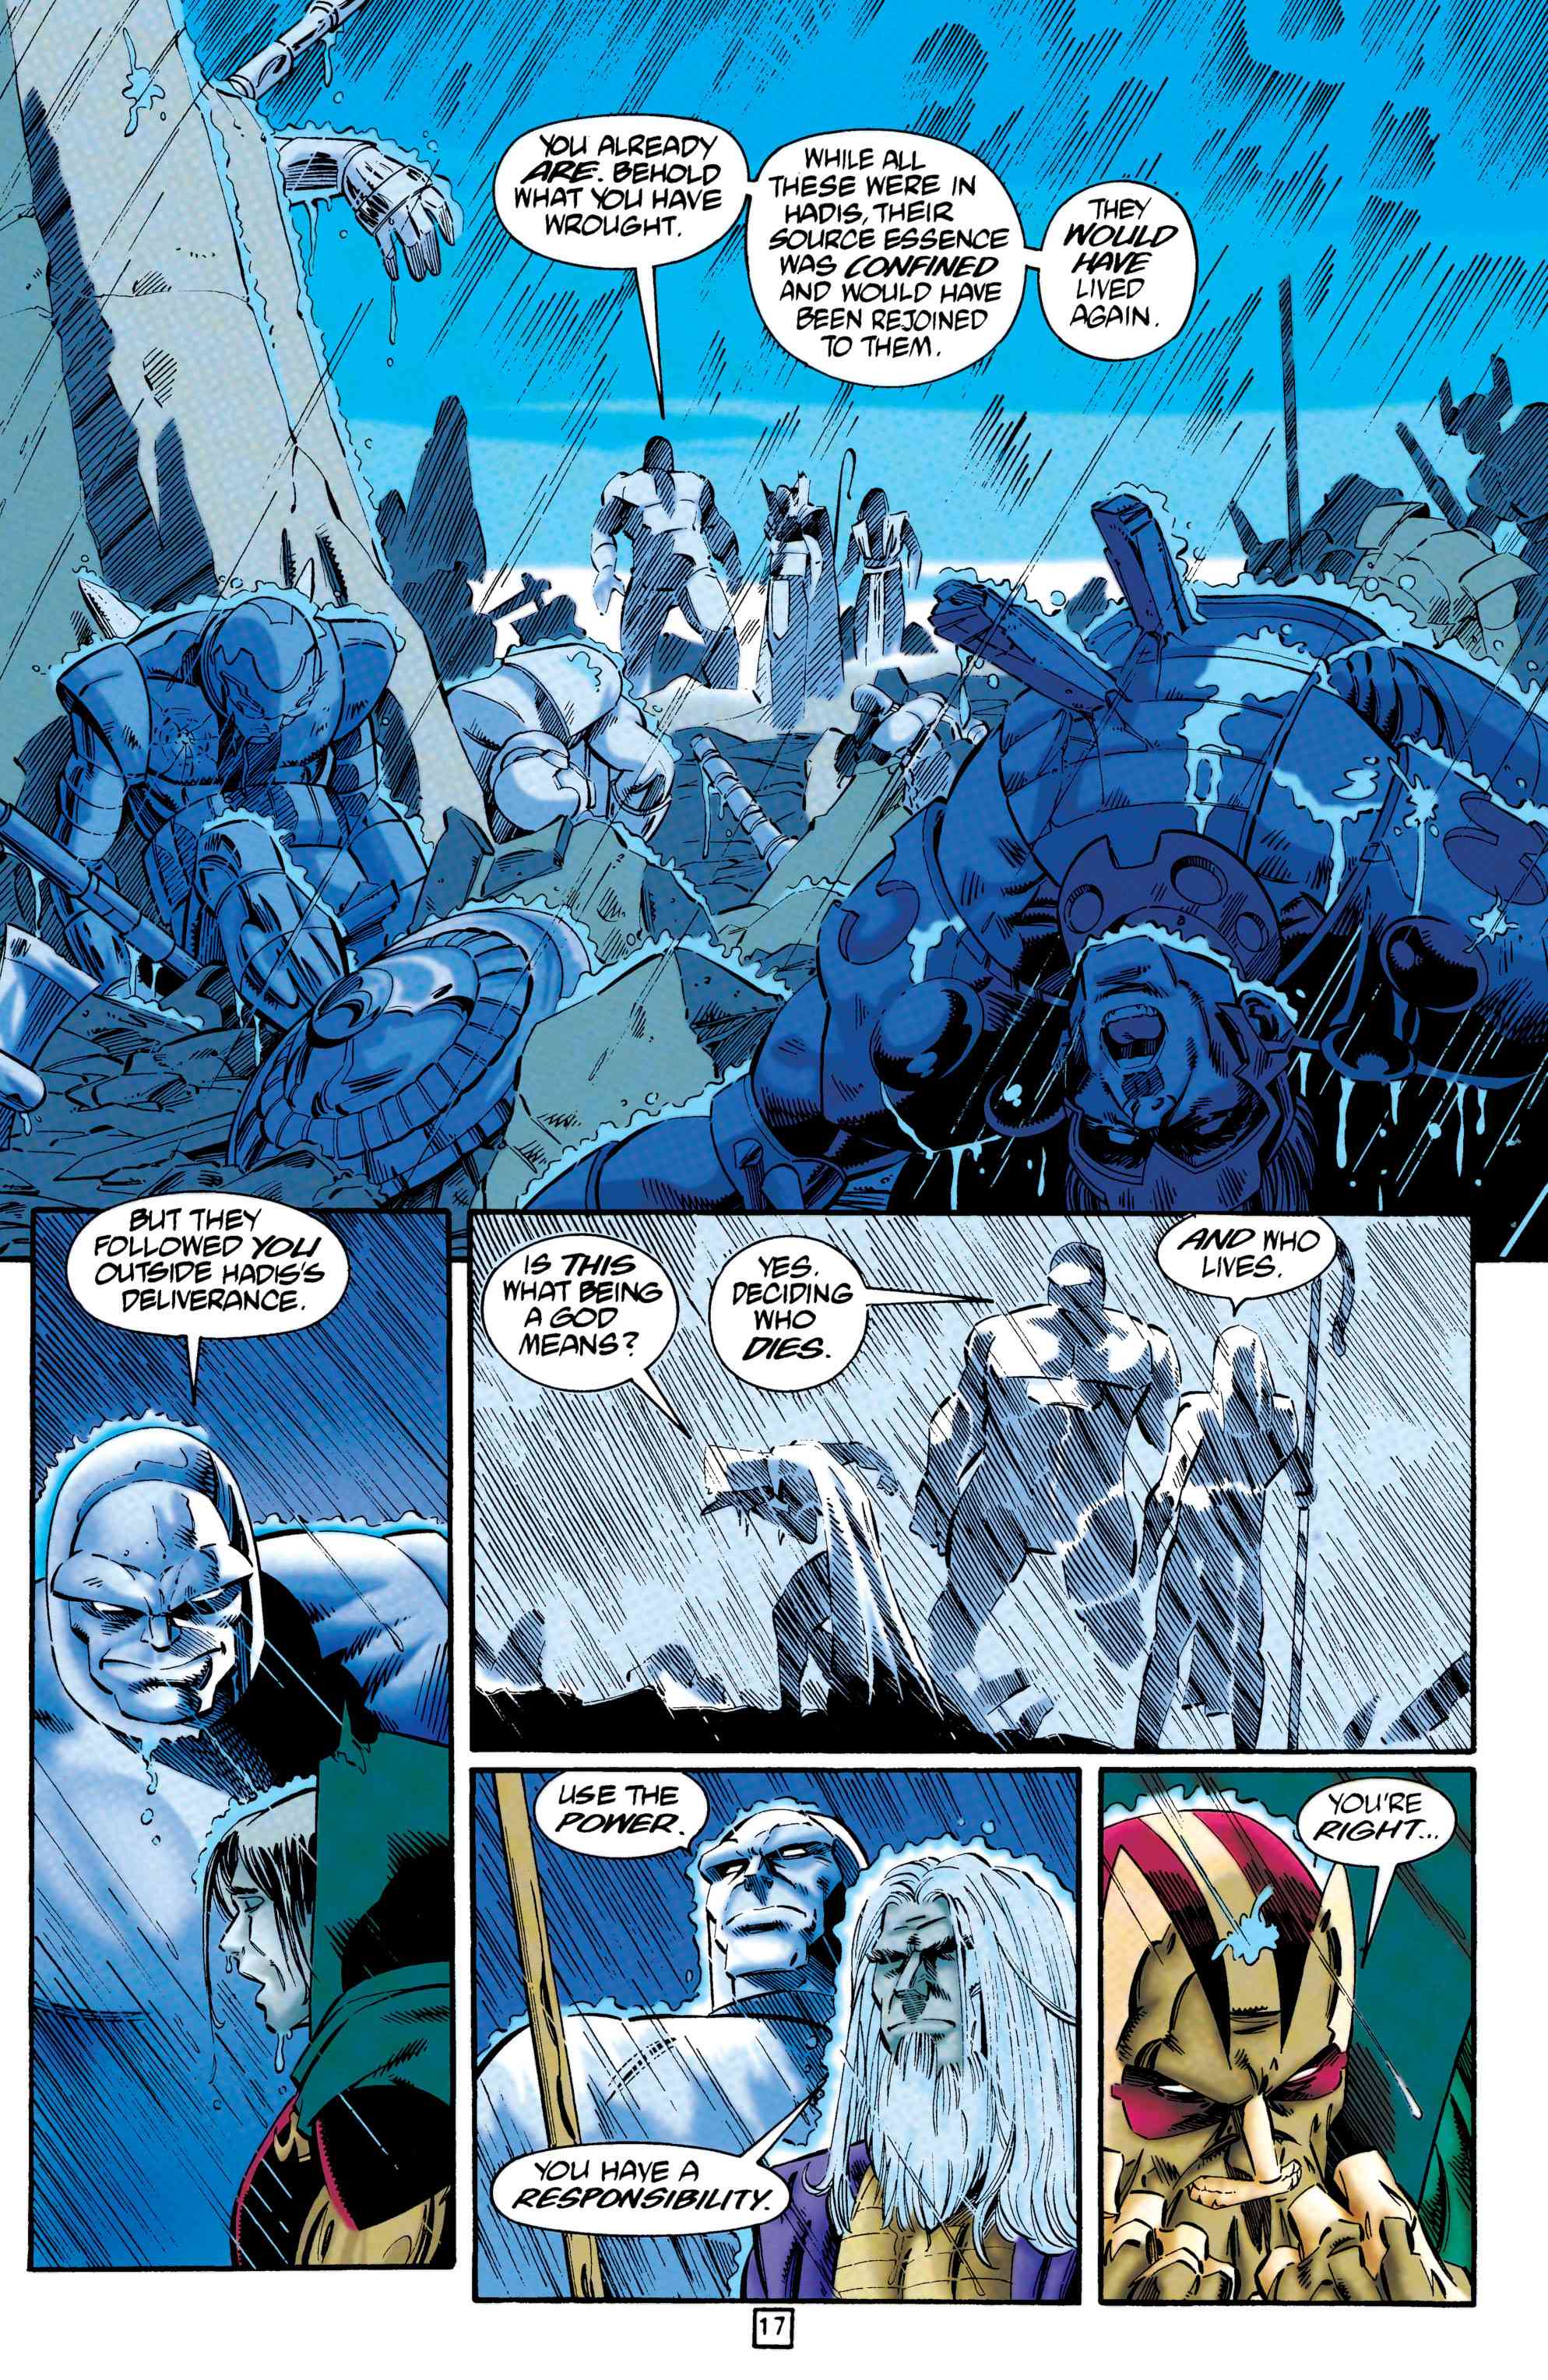 YOU ALREADY
ARE. BEHOLD
WHAT YOU HAVE
WROUGHT.
WHILE ALL
THESE WERE IN
HADIS, THEIR
SOURCE ESSENCE
WAS CONFINED
AND WOULD HAVE
BEEN REJOINED
TO THEM.
THEY
WOULD
HAVE
LIVED
AGAIN.
BUT THEY
FOLLOWED YOU
OUTSIDE HADIS'S
DELIVERANCE.
IS THIS
WHAT BEING
A GOD
MEANS?
YES.
DECIDING
WHO
DIES.
AND WHO
LIVES.
USE THE
POWER.
YOU HAVE A
RESPONSIBILITY.
YOU'RE
RIGHT...
17